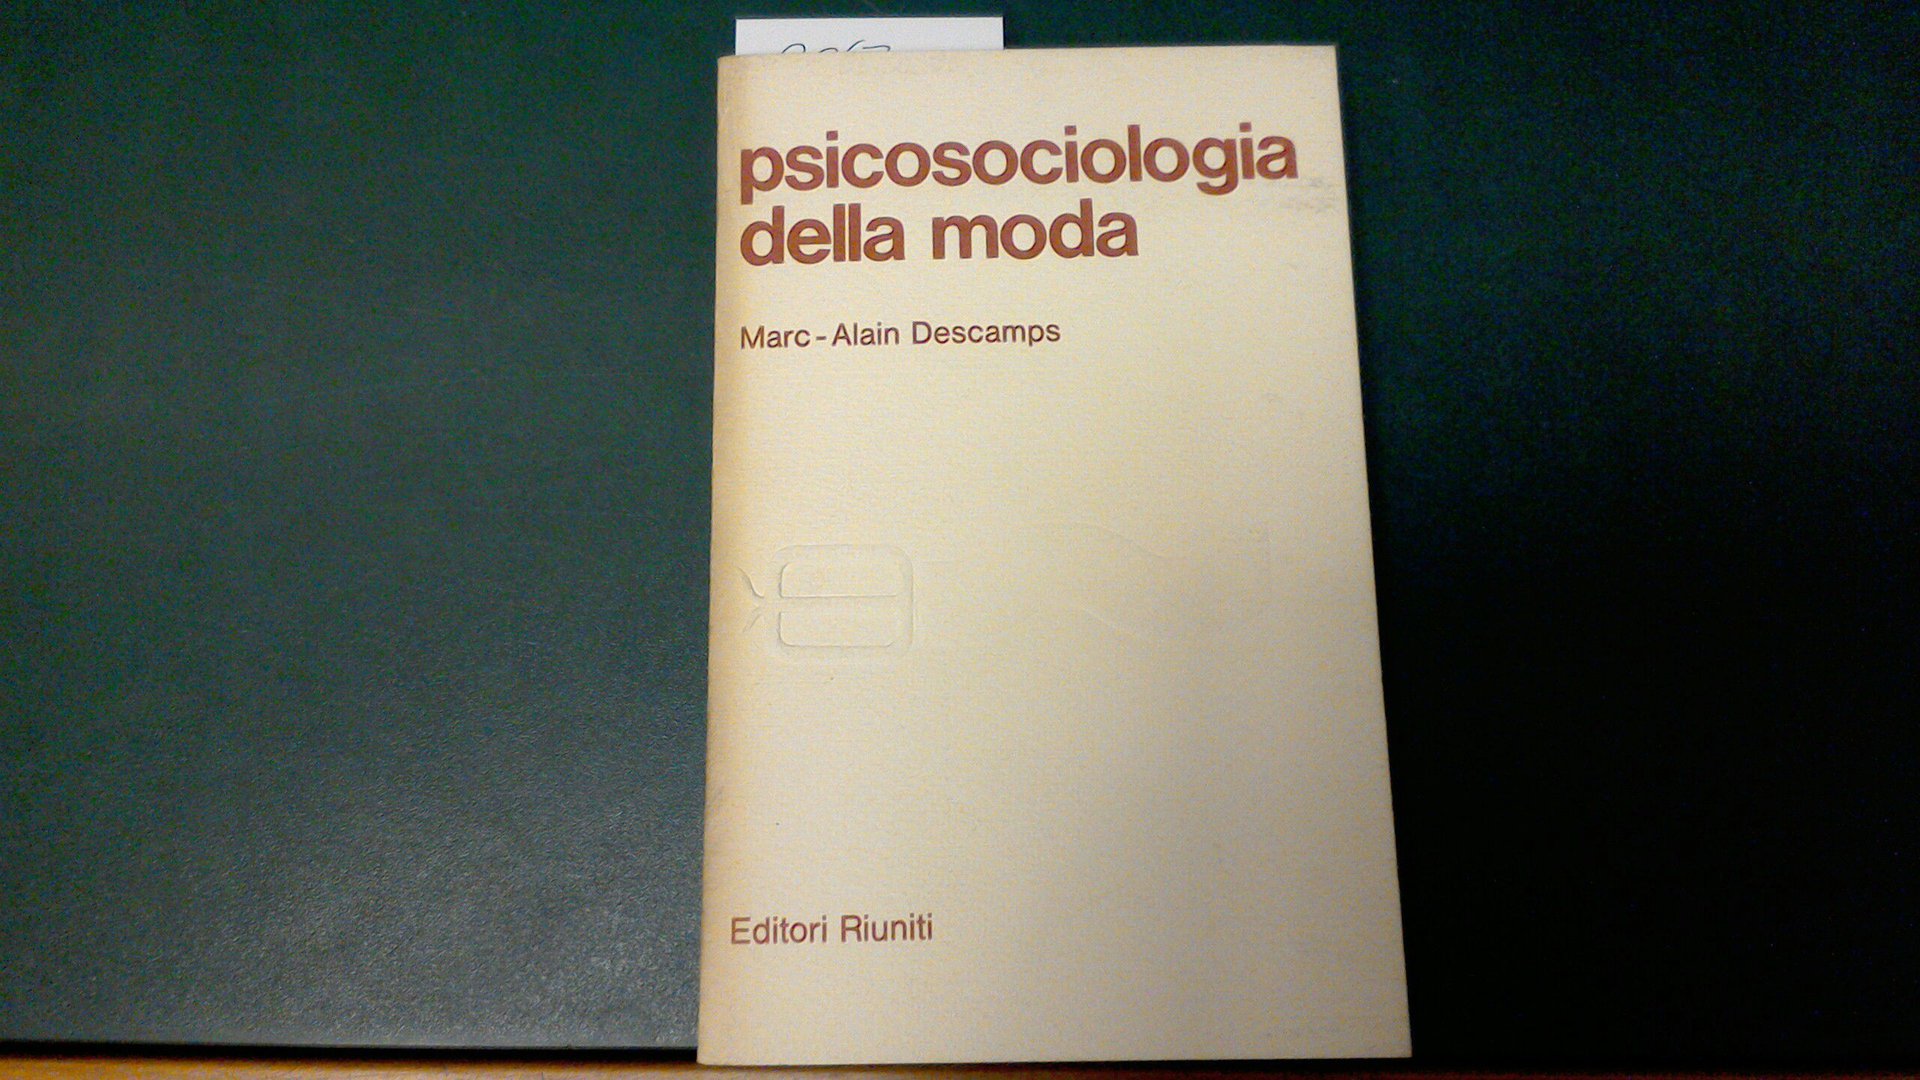 psicosociologia
della moda
Marc-Alain Descamps
Editori Riuniti